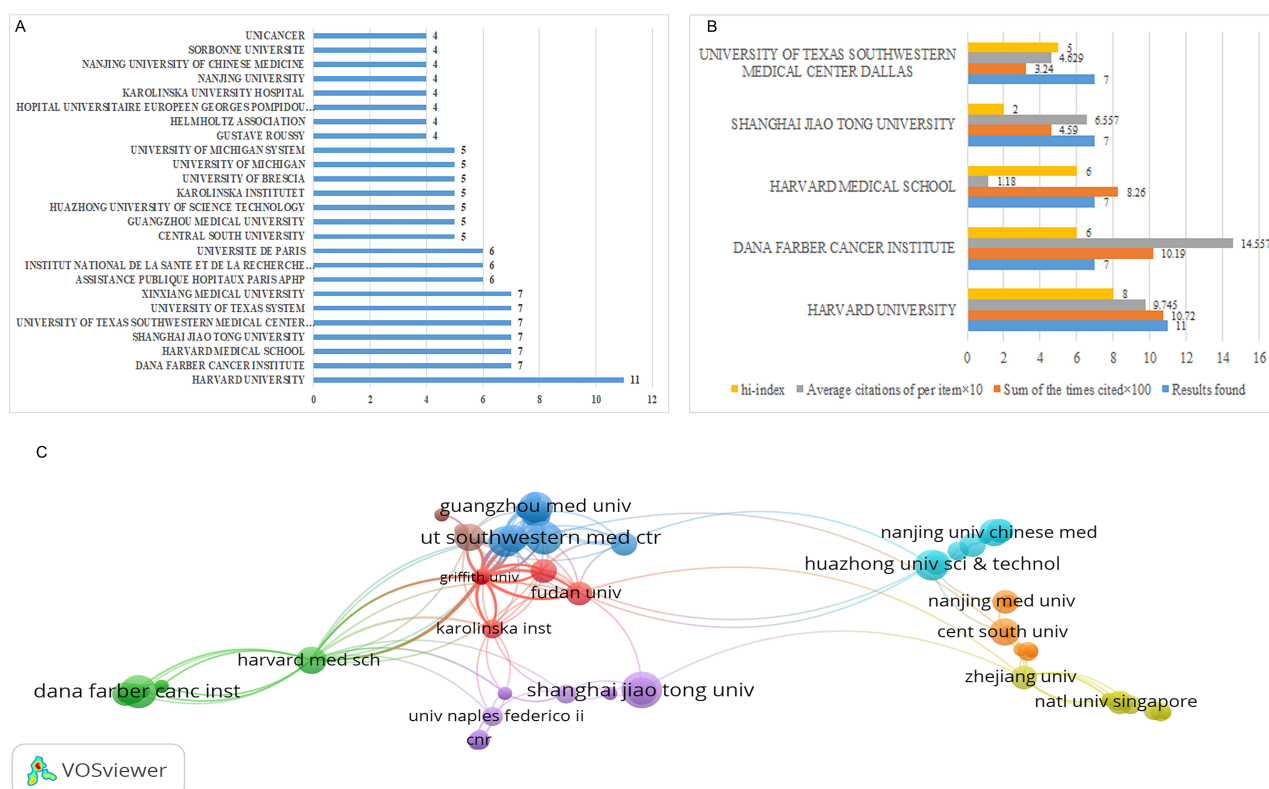 A
UNICANCER 4
SORBONNE UNIVERSITE 4
NANJING UNIVERSITY OF CHINESE MEDICINE 4
NANJING UNIVERSITY 4
KAROLINSKA UNIVERSITY HOSPITAL 4
HOPITAL UNIVERSITAIRE EUROPEEN GEORGES POMPIDOU... 4
HELMHOLTZ ASSOCIATION 4
GUSTAVE ROUSSY 4
UNIVERSITY OF MICHIGAN SYSTEM 5
UNIVERSITY OF MICHIGAN 5
UNIVERSITY OF BRESCIA 5
KAROLINSKA INSTITUTET 5
HUAZHONG UNIVERSITY OF SCIENCE TECHNOLOGY 5
GUANGZHOU MEDICAL UNIVERSITY 5
CENTRAL SOUTH UNIVERSITY 5
UNIVERSITE DE PARIS 6
INSTITUT NATIONAL DE LA SANTE ET DE LA RECHERCHE... 6
ASSISTANCE PUBLIQUE HOPITAUX PARIS APHP 6
XINXIANG MEDICAL UNIVERSITY 7
UNIVERSITY OF TEXAS SYSTEM 7
UNIVERSITY OF TEXAS SOUTHWESTERN MEDICAL CENTER... 7
SHANGHAI JIAO TONG UNIVERSITY 7
HARVARD MEDICAL SCHOOL 7
DANA FARBER CANCER INSTITUTE 7
HARVARD UNIVERSITY 11
0 2 4 6 8 10 12
B
UNIVERSITY OF TEXAS SOUTHWESTERN
MEDICAL CENTER DALLAS
5
4.629
3.24
7
SHANGHAI JIAO TONG UNIVERSITY
2
6.557
4.59
7
HARVARD MEDICAL SCHOOL
6
1.18
8.26
7
DANA FARBER CANCER INSTITUTE
6
14.557
10.19
7
HARVARD UNIVERSITY
8
9.745
10.72
11
0 2 4 6 8 10 12 14 16
hi-index Average citations of per item×10 Sum of the times cited×100 Results found
C
guangzhou med univ
ut southwestern med ctr
griffith univ
fudan univ
karolinska inst
harvard med sch
dana farber canc inst
shanghai jiao tong univ
univ naples federico ii
cnr
nanjing univ chinese med
huazhong univ sci & technol
nanjing med univ
cent south univ
zhejiang univ
natl univ singapore
VOSviewer